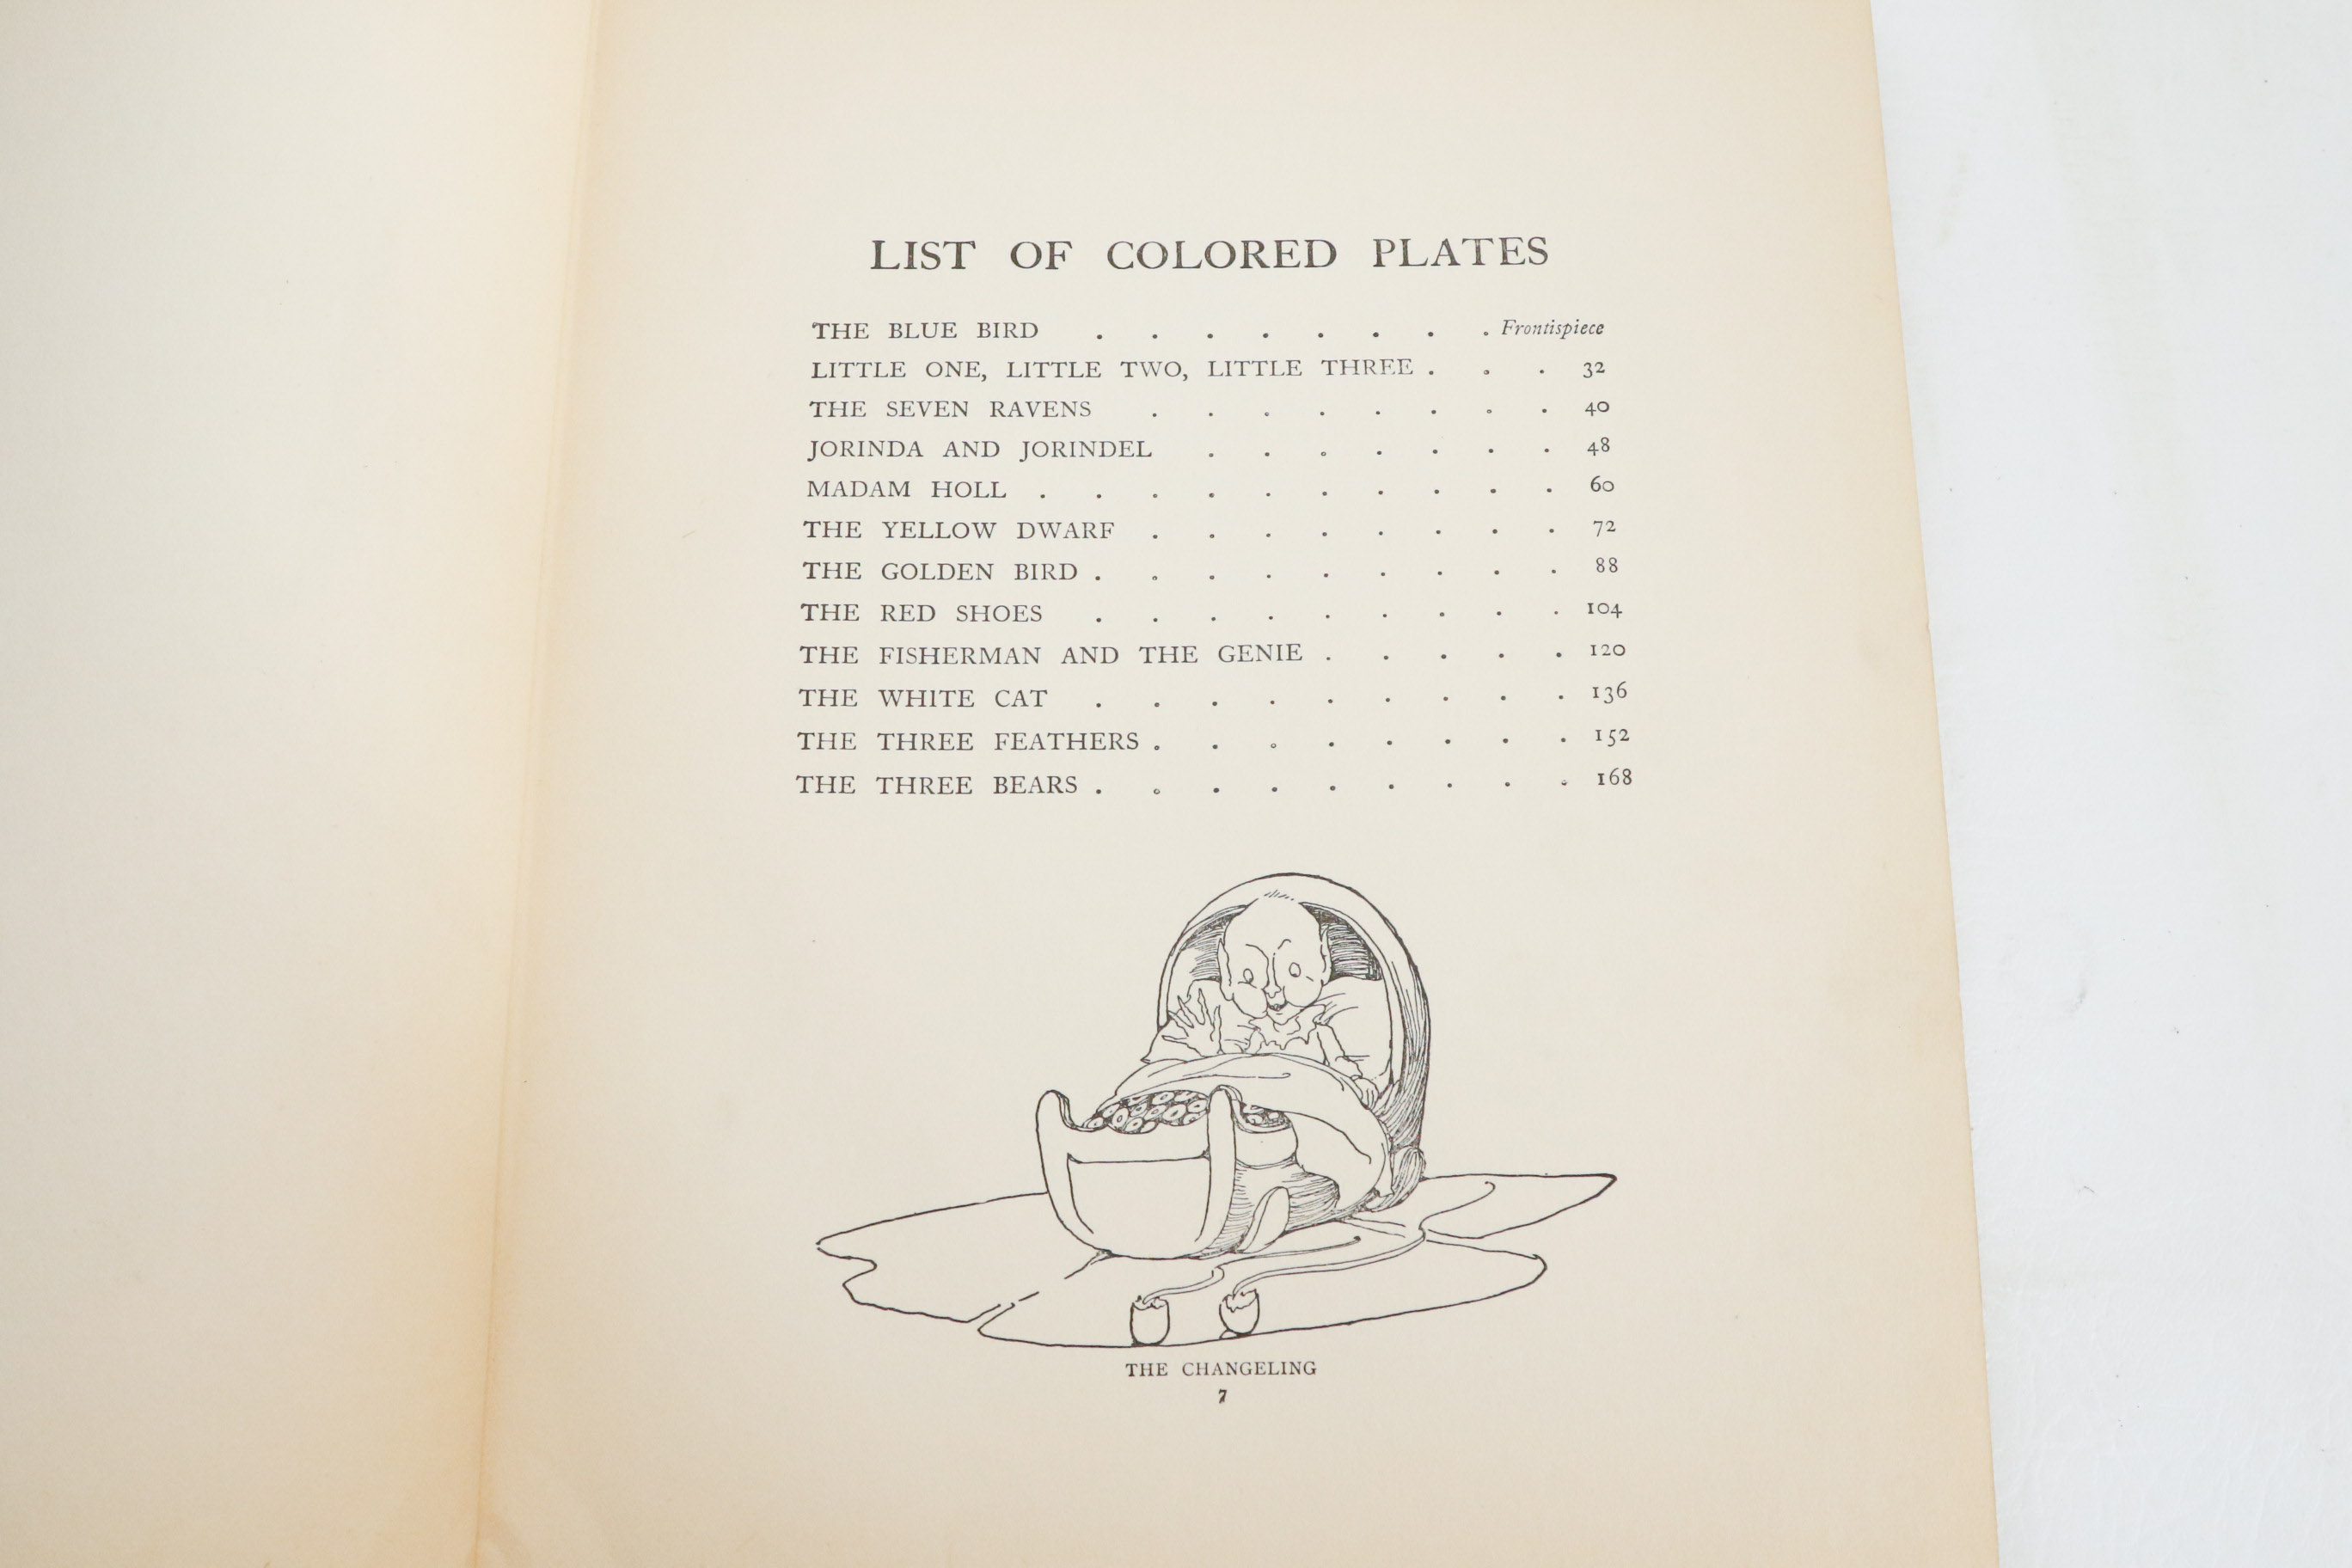 LIST OF COLORED PLATES
THE BLUE BIRD . . . . . . . . Frontispiece
LITTLE ONE, LITTLE TWO, LITTLE THREE . . . 32
THE SEVEN RAVENS . . . . . . . . 40
JORINDA AND JORINDEL . . . . . . . 48
MADAM HOLL . . . . . . . . . . 60
THE YELLOW DWARF . . . . . . . . 72
THE GOLDEN BIRD . . . . . . . . . 88
THE RED SHOES . . . . . . . . . 104
THE FISHERMAN AND THE GENIE . . . . . 120
THE WHITE CAT . . . . . . . . . 136
THE THREE FEATHERS . . . . . . . . 152
THE THREE BEARS . . . . . . . . . 168
THE CHANGELING
7